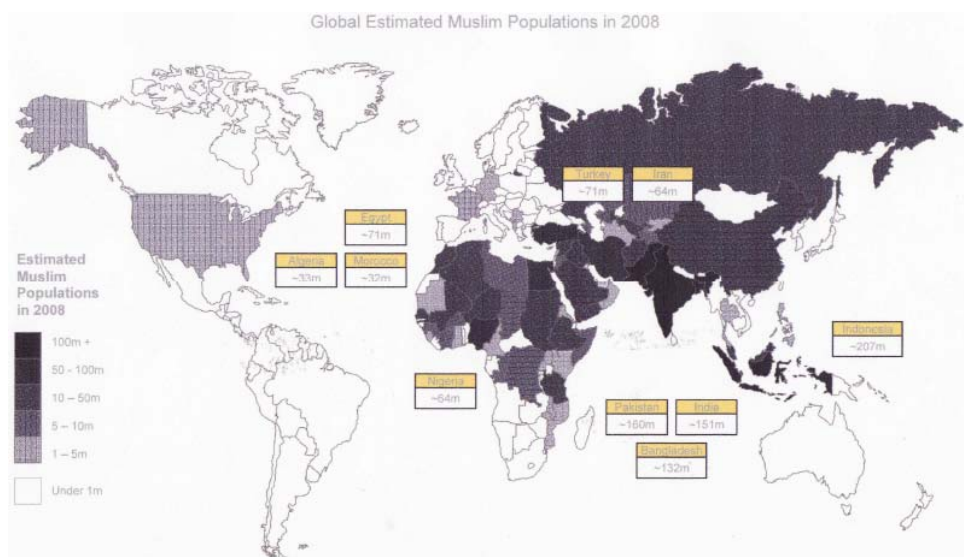 Global Estimated Muslim Populations in 2008
Turkey
~71m
Iran
~64m
Egypt
~71m
Algeria
~33m
Morocco
~32m
Estimated
Muslim
Populations
in 2008
100m +
50 - 100m
10 – 50m
5 – 10m
1 – 5m
Under 1m
Indonesia
~207m
Nigeria
~64m
Pakistan
~160m
India
~151m
Bangladesh
~132m